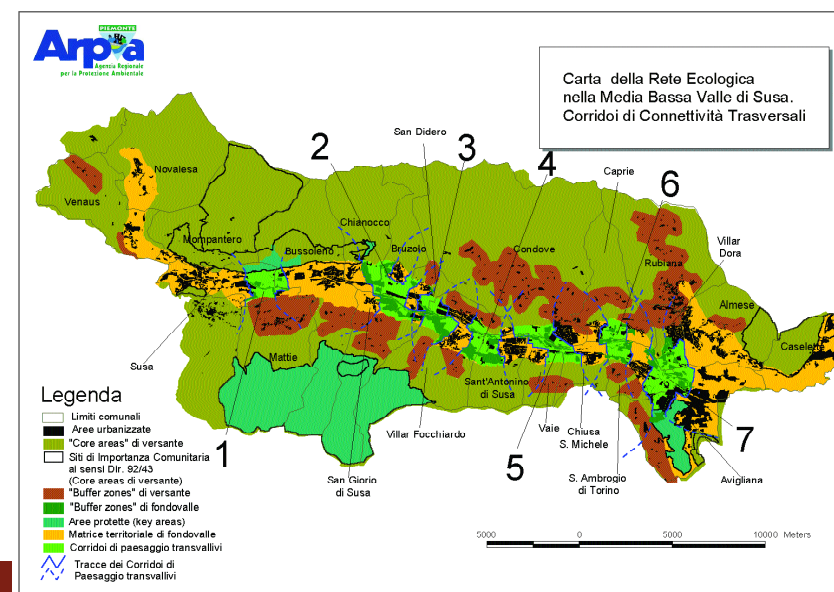 PIEMONTE
Arpa
Agenzia Regionale
per la Protezione Ambientale
Carta della Rete Ecologica
nella Media Bassa Valle di Susa.
Corridoi di Connettività Trasversali
San Didero
2
3
4
Caprie
6
Novalesa
Venaus
Chianocco
Mompantero
Bussoleno
Bruzolo
Condove
Rubiana
Villar
Dora
Almese
Caselette
Susa
Mattie
Sant'Antonino
di Susa
Villar Focchiardo
Vaie
Chiusa
S. Michele
1
5
7
San Giorio
di Susa
S. Ambrogio
di Torino
Avigliana
Legenda
Limiti comunali
Aree urbanizzate
"Core areas" di versante
Siti di Importanza Comunitaria
ai sensi Dir. 92/43
(Core areas di versante)
"Buffer zones" di versante
"Buffer zones" di fondovalle
Aree protette (key areas)
Matrice territoriale di fondovalle
Corridoi di paesaggio transvallivi
Tracce dei Corridoi di
Paesaggio transvallivi
5000 0 5000 10000 Meters